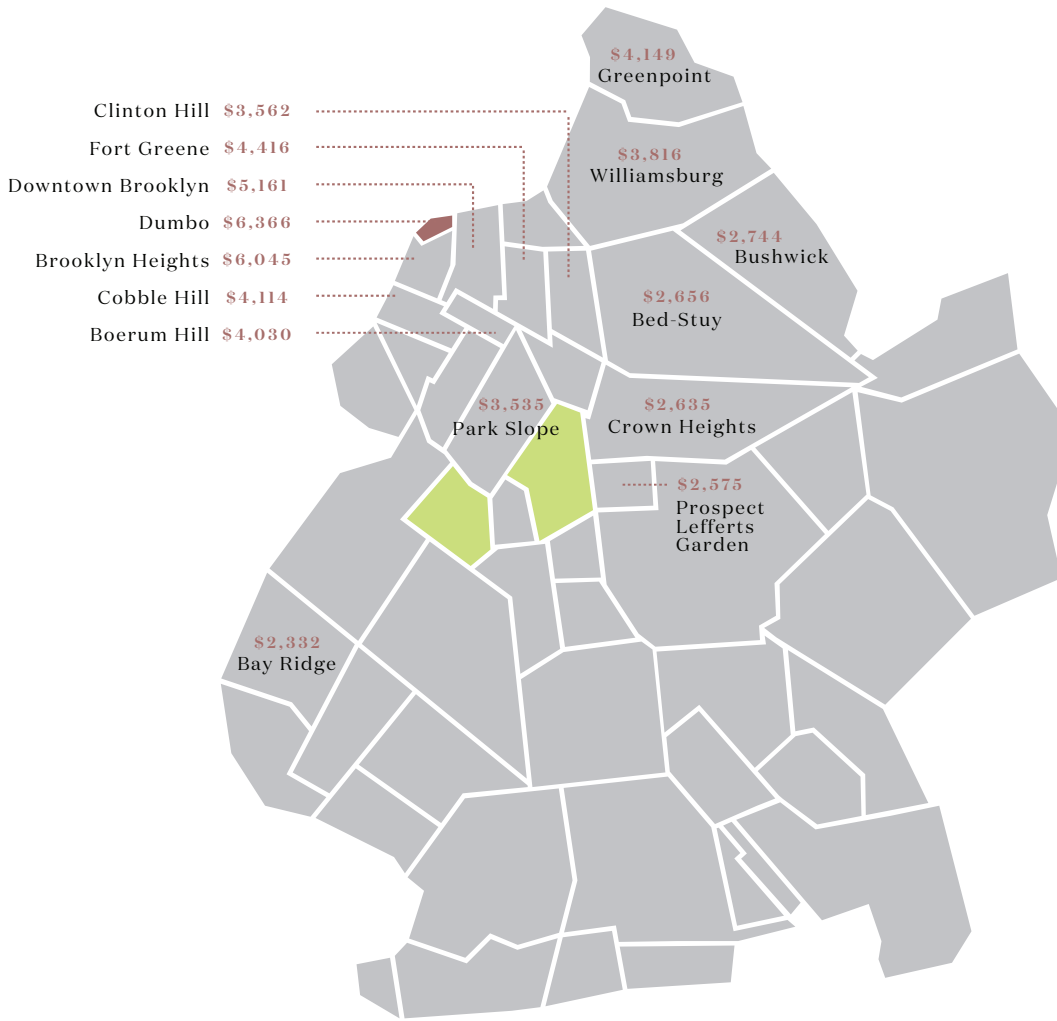 $4,149
Greenpoint
Clinton Hill $3,562
Fort Greene $4,416
Downtown Brooklyn $5,161
Dumbo $6,366
Brooklyn Heights $6,045
Cobble Hill $4,114
Boerum Hill $4,030
$3,816
Williamsburg
$2,744
Bushwick
$2,656
Bed-Stuy
$3,535
Park Slope
$2,635
Crown Heights
$2,575
Prospect
Lefferts
Garden
$2,332
Bay Ridge